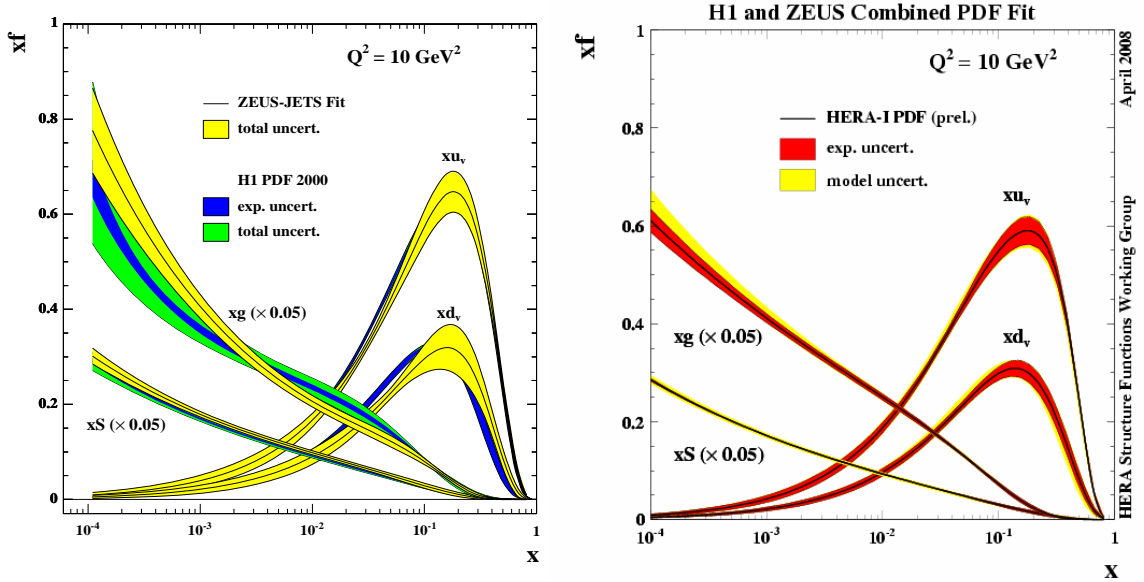 xf
1
0.8
0.6
0.4
0.2
0
Q² = 10 GeV²
ZEUS-JETS Fit
total uncert.
H1 PDF 2000
exp. uncert.
total uncert.
xuᵥ
xdᵥ
xg (× 0.05)
xS (× 0.05)
10⁻⁴
10⁻³
10⁻²
10⁻¹
1
x
H1 and ZEUS Combined PDF Fit
xf
1
0.8
0.6
0.4
0.2
0
Q² = 10 GeV²
HERA-I PDF (prel.)
exp. uncert.
model uncert.
xuᵥ
xdᵥ
xg (× 0.05)
xS (× 0.05)
10⁻⁴
10⁻³
10⁻²
10⁻¹
1
x
HERA Structure Functions Working Group April 2008